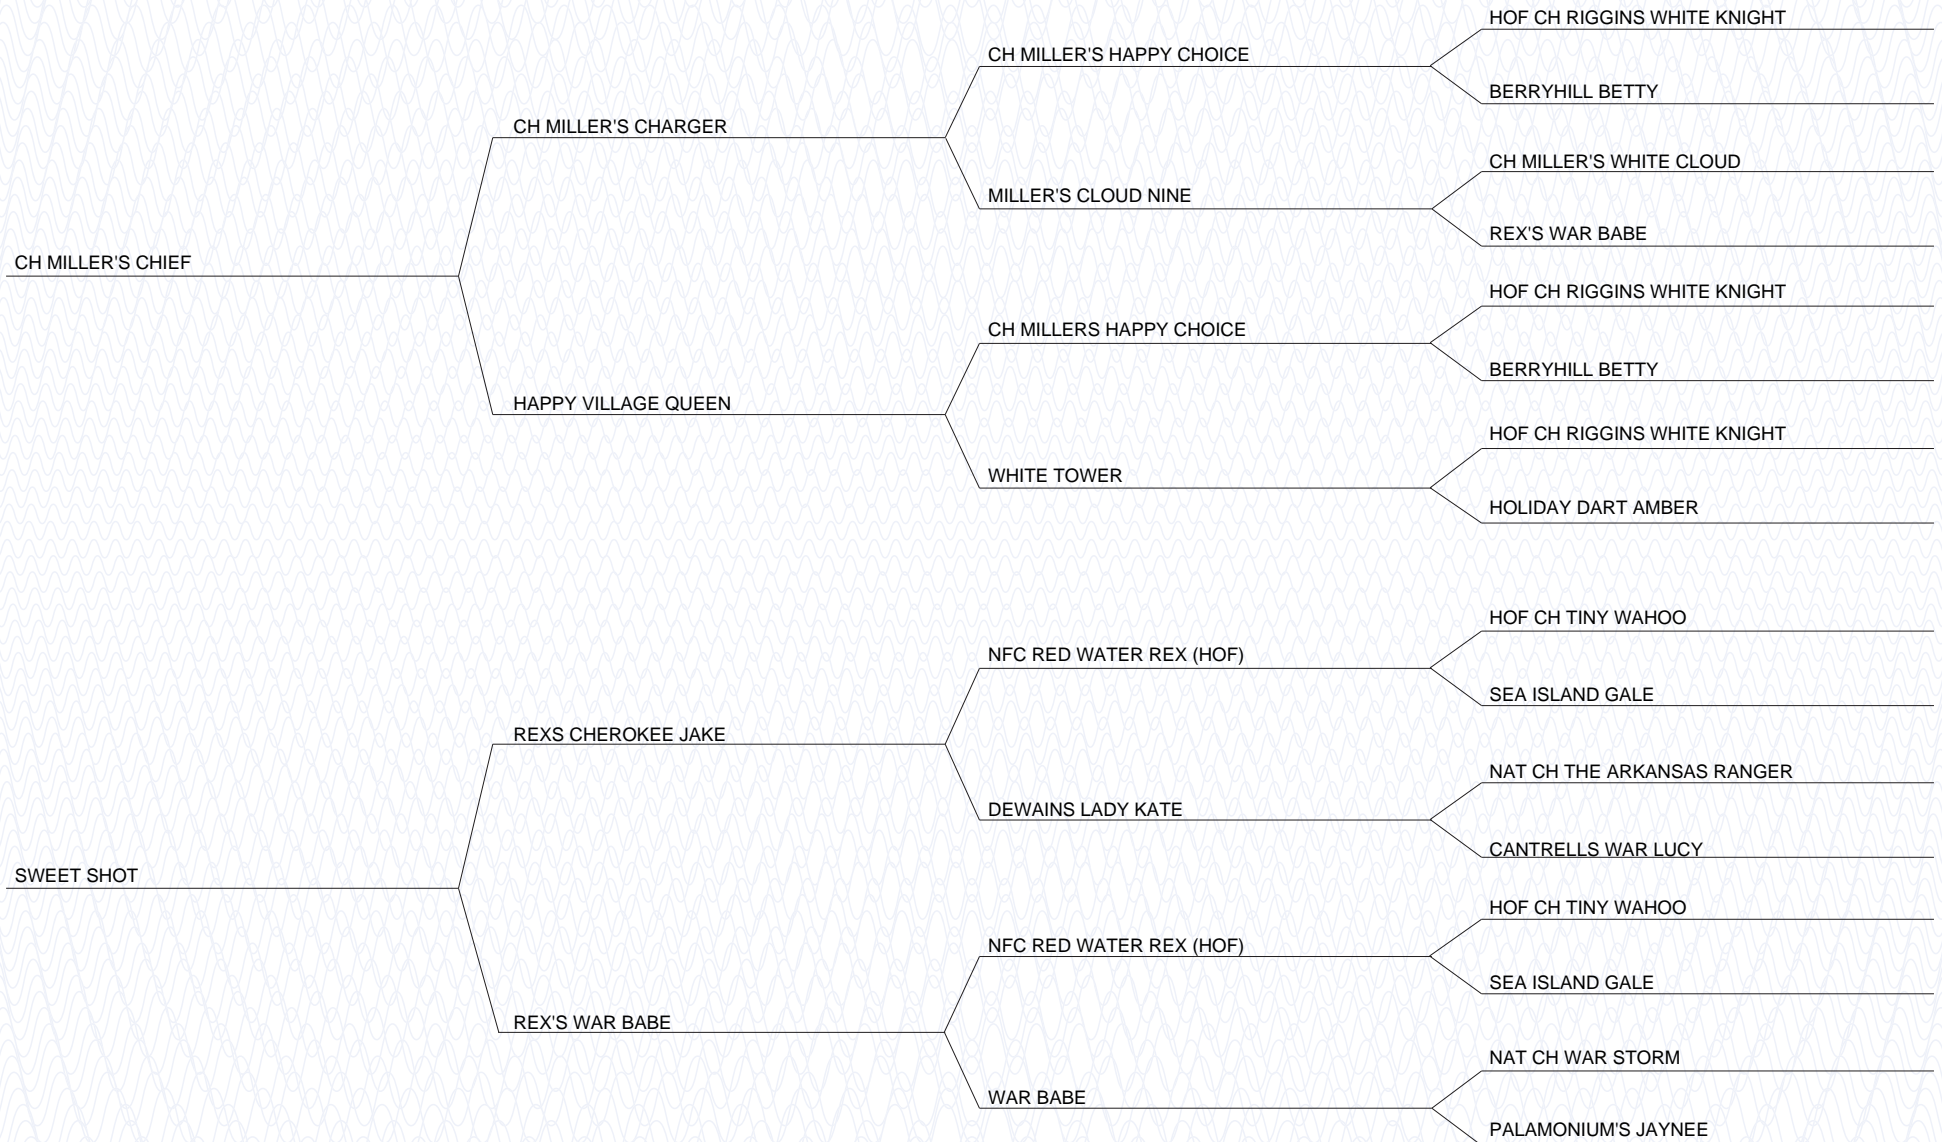 HOF CH RIGGINS WHITE KNIGHT
CH MILLER'S HAPPY CHOICE
BERRYHILL BETTY
CH MILLER'S CHARGER
CH MILLER'S WHITE CLOUD
MILLER'S CLOUD NINE
REX'S WAR BABE
CH MILLER'S CHIEF
HOF CH RIGGINS WHITE KNIGHT
CH MILLERS HAPPY CHOICE
BERRYHILL BETTY
HAPPY VILLAGE QUEEN
HOF CH RIGGINS WHITE KNIGHT
WHITE TOWER
HOLIDAY DART AMBER
HOF CH TINY WAHOO
NFC RED WATER REX (HOF)
SEA ISLAND GALE
REXS CHEROKEE JAKE
NAT CH THE ARKANSAS RANGER
DEWAINS LADY KATE
CANTRELLS WAR LUCY
SWEET SHOT
HOF CH TINY WAHOO
NFC RED WATER REX (HOF)
SEA ISLAND GALE
REX'S WAR BABE
NAT CH WAR STORM
WAR BABE
PALAMONIUM'S JAYNEE